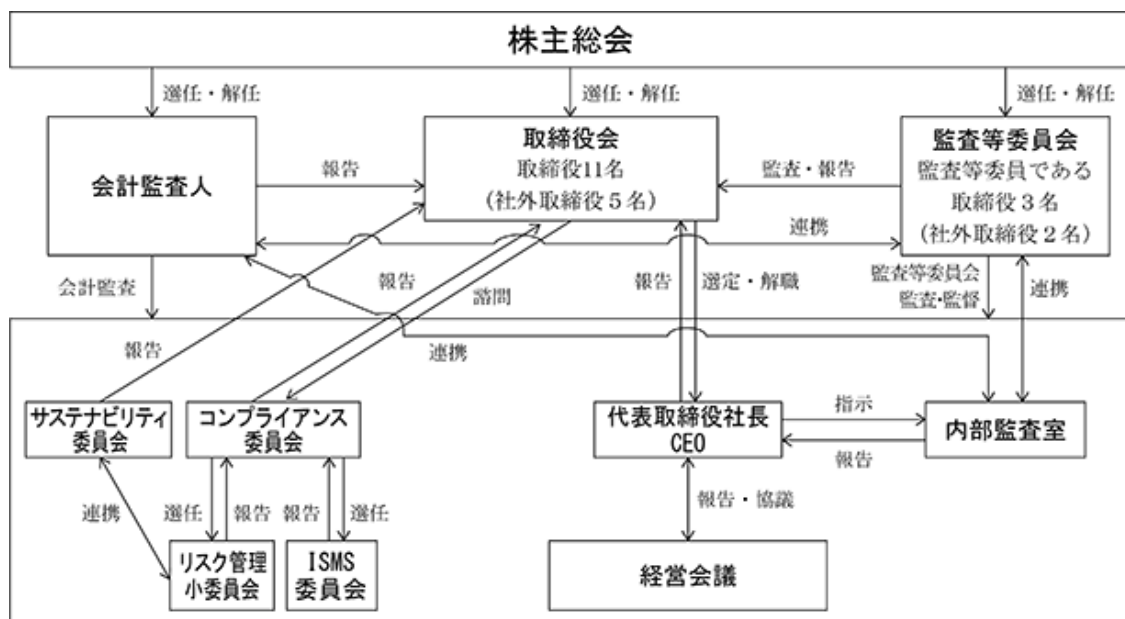 株主総会
選任・解任
選任・解任
選任・解任
会計監査人
報告
取締役会
取締役11名
(社外取締役５名)
監査・報告
監査等委員会
監査等委員である
取締役３名
(社外取締役２名)
連携
会計監査
報告
諮問
報告
選定・解職
監査等委員会
監査・監督
連携
報告
連携
サステナビリティ
委員会
コンプライアンス
委員会
代表取締役社長
CEO
指示
報告
内部監査室
連携
選任
報告
報告
選任
報告・協議
リスク管理
小委員会
ISMS
委員会
経営会議